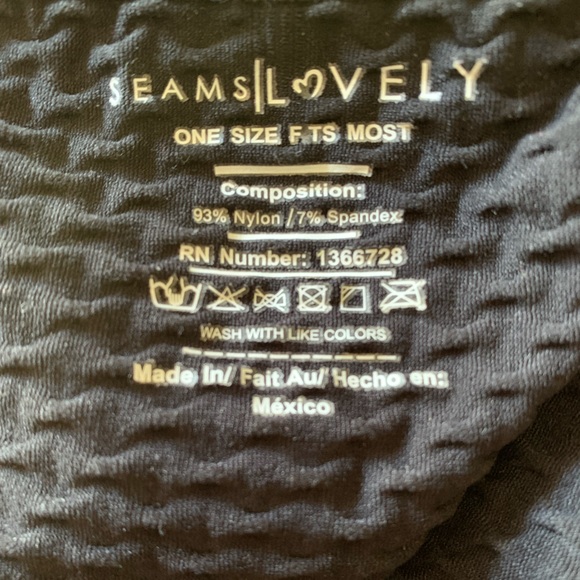 SEAMS|LOVELY
ONE SIZE F TS MOST
Composition:
93% Nylon / 7% Spandex
RN Number: 1366728
WASH WITH LIKE COLORS
Made In/ Fait Au/ Hecho en:
México